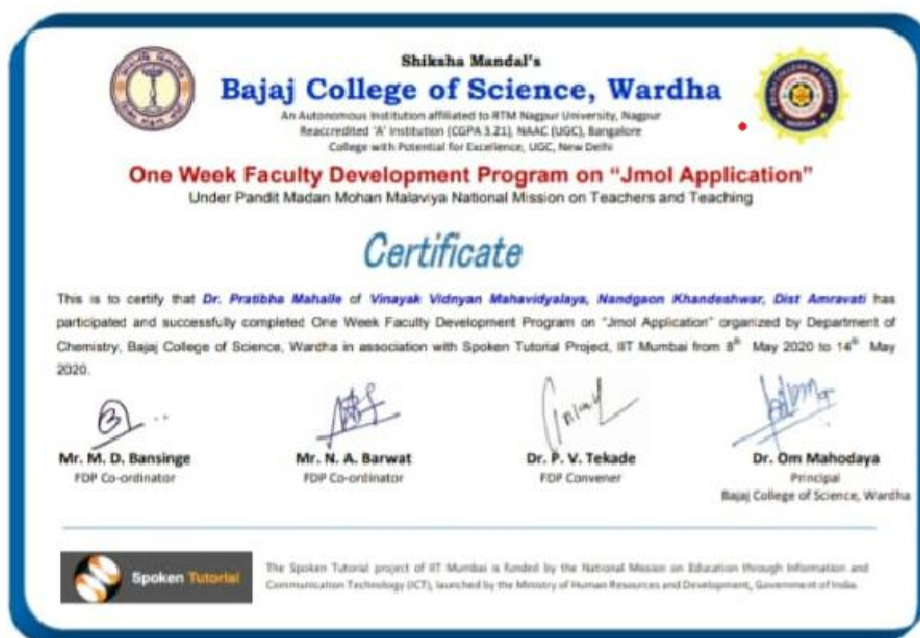 Shiksha Mandal's
Bajaj College of Science, Wardha
An Autonomous Institution affiliated to RTM Nagpur University, Nagpur
Reaccredited 'A' Institution (CGPA 3.21), NAAC (UGC), Bangalore
College with Potential for Excellence, UGC, New Delhi
One Week Faculty Development Program on "Jmol Application"
Under Pandit Madan Mohan Malaviya National Mission on Teachers and Teaching
Certificate
This is to certify that Dr. Pratibha Mahalle of Vinayak Vidnyan Mahavidyalaya, Nandgaon Khandeshwar, Dist Amravati has
participated and successfully completed One Week Faculty Development Program on "Jmol Application" organized by Department of
Chemistry, Bajaj College of Science, Wardha in association with Spoken Tutorial Project, IIT Mumbai from 8th May 2020 to 14th May
2020.
Mr. M. D. Bansinge
FDP Co-ordinator
Mr. N. A. Barwat
FDP Co-ordinator
Dr. P. V. Tekade
FDP Convener
Dr. Om Mahodaya
Principal
Bajaj College of Science, Wardha
Spoken Tutorial
The Spoken Tutorial project of IIT Mumbai is funded by the National Mission on Education through Information and
Communication Technology (ICT), launched by the Ministry of Human Resources and Development, Government of India.